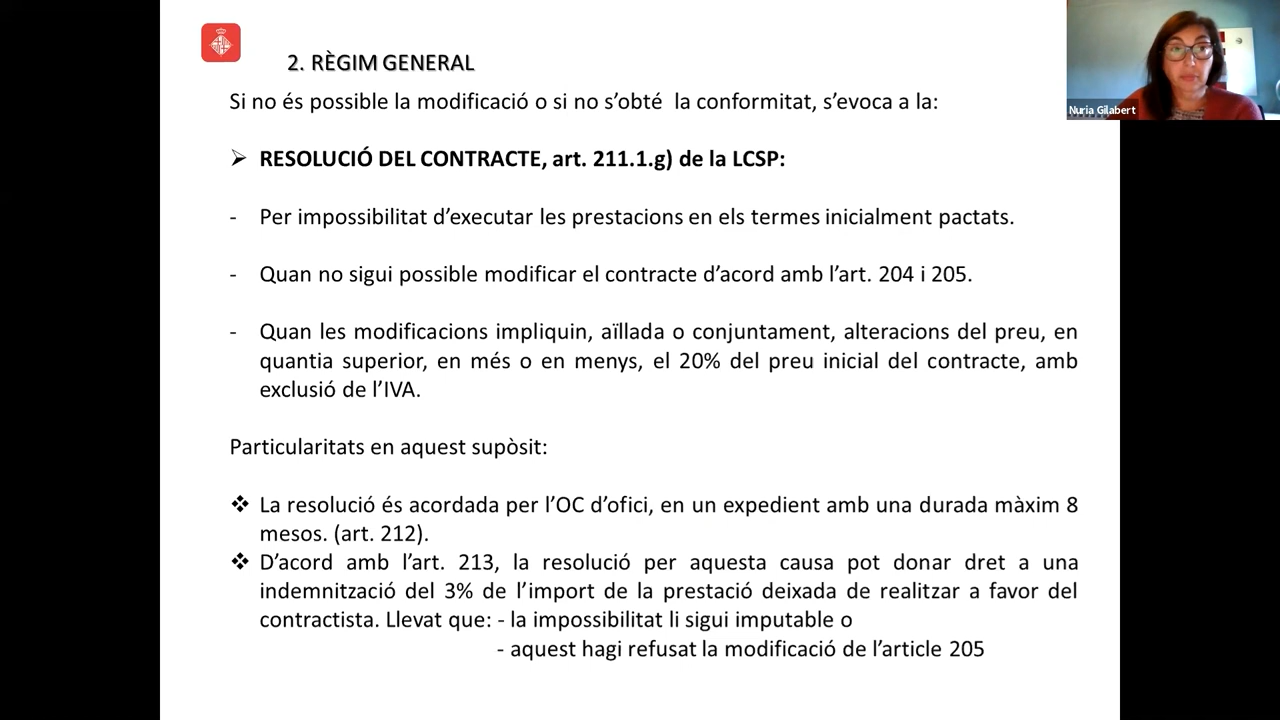 2. RÈGIM GENERAL
Si no és possible la modificació o si no s’obté la conformitat, s’evoca a la:
➢ RESOLUCIÓ DEL CONTRACTE, art. 211.1.g) de la LCSP:
- Per impossibilitat d’executar les prestacions en els termes inicialment pactats.
- Quan no sigui possible modificar el contracte d’acord amb l’art. 204 i 205.
- Quan les modificacions impliquin, aïllada o conjuntament, alteracions del preu, en
quantia superior, en més o en menys, el 20% del preu inicial del contracte, amb
exclusió de l’IVA.
Particularitats en aquest supòsit:
❖ La resolució és acordada per l’OC d’ofici, en un expedient amb una durada màxim 8
mesos. (art. 212).
❖ D’acord amb l’art. 213, la resolució per aquesta causa pot donar dret a una
indemnització del 3% de l’import de la prestació deixada de realitzar a favor del
contractista. Llevat que: - la impossibilitat li sigui imputable o
- aquest hagi refusat la modificació de l’article 205
Nuria Gilabert